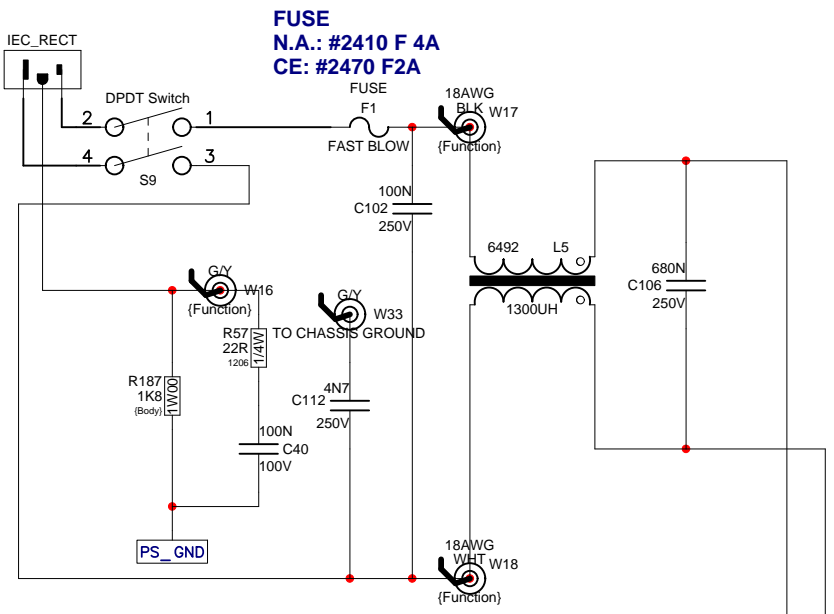 FUSE
N.A.: #2410 F 4A
CE: #2470 F2A
IEC_RECT
DPDT Switch
2
1
4
3
S9
FUSE
F1
FAST BLOW
18AWG
BLK
W17
{Function}
100N
C102
250V
6492
L5
1300UH
680N
C106
250V
G/Y
W16
{Function}
G/Y
W33
TO CHASSIS GROUND
R57
22R
1206
1/4W
R187
1K8
{Body}
1W00
4N7
C112
250V
100N
C40
100V
PS_GND
18AWG
WHT
W18
{Function}